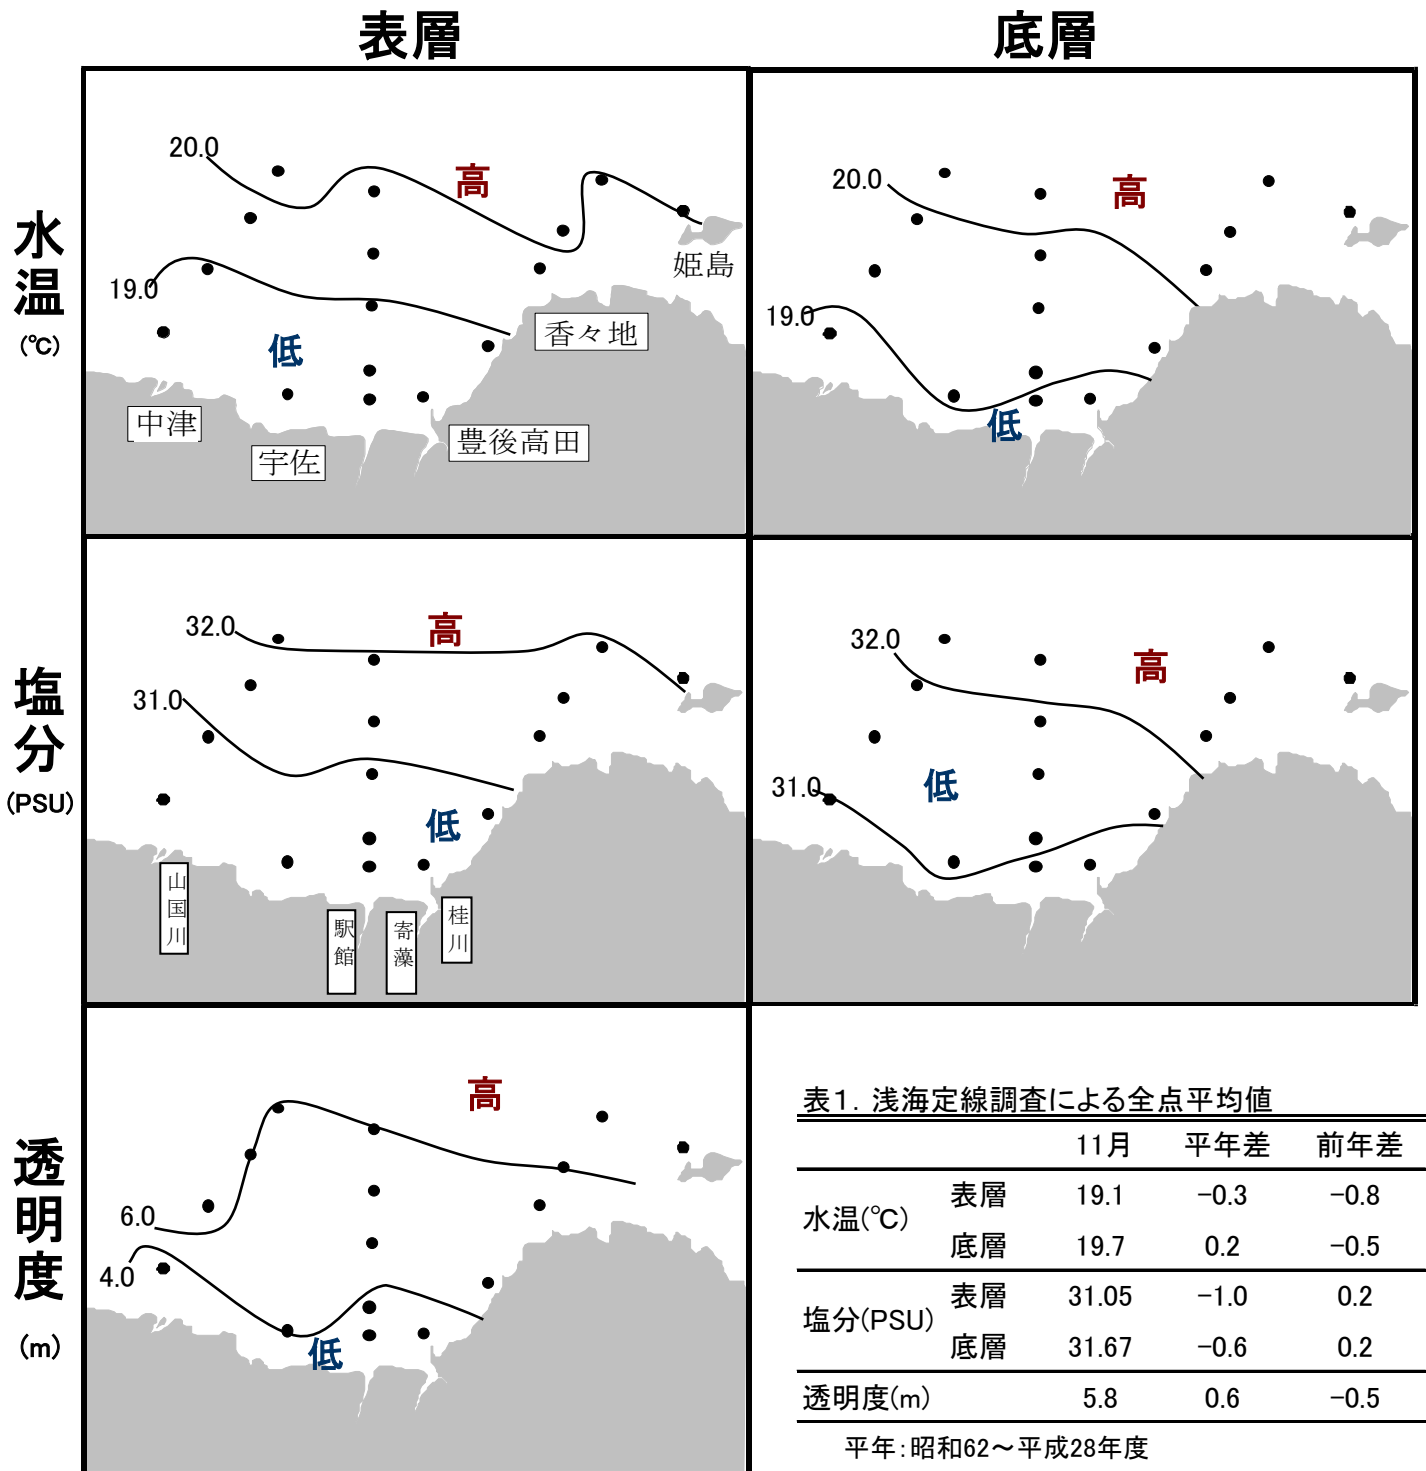 表層 底層
水温
(℃)
20.0
高
19.0
低
姫島
香々地
中津
宇佐
豊後高田
20.0
高
19.0
低
塩分
(PSU)
32.0
高
31.0
低
山国川
駅館
寄藻
桂川
32.0
高
31.0
低
透明度
(m)
高
6.0
4.0
低
表1. 浅海定線調査による全点平均値
11月 平年差 前年差
水温(℃) 表層 19.1 -0.3 -0.8
底層 19.7 0.2 -0.5
塩分(PSU) 表層 31.05 -1.0 0.2
底層 31.67 -0.6 0.2
透明度(m) 5.8 0.6 -0.5
平年:昭和62~平成28年度